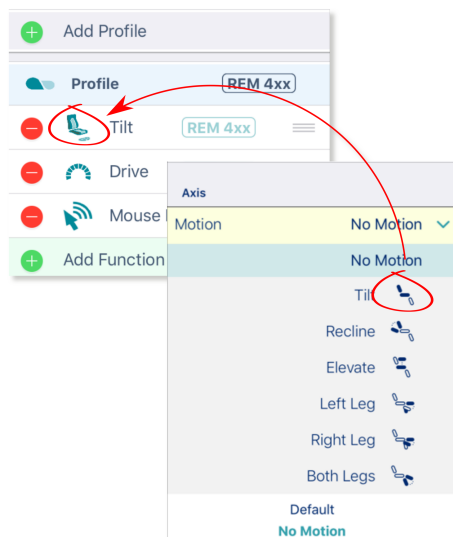 Add Profile
Profile REM 4xx
Tilt REM 4xx
Drive
Mouse
Add Function
Axis
Motion No Motion
No Motion
Tilt
Recline
Elevate
Left Leg
Right Leg
Both Legs
Default
No Motion